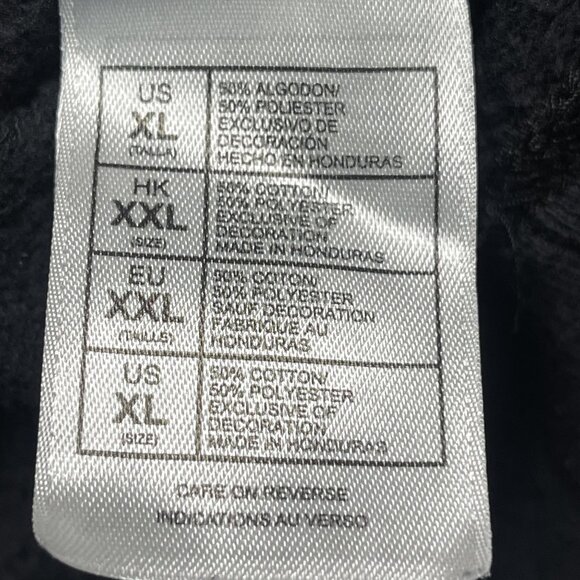 US
XL
(TALLA)
50% ALGODON/
50% POLIESTER
EXCLUSIVO DE
DECORACIÓN
HECHO EN HONDURAS
HK
XXL
(SIZE)
50% COTTON/
50% POLYESTER
EXCLUSIVE OF
DECORATION
MADE IN HONDURAS
EU
XXL
(TAILLE)
50% COTON/
50% POLYESTER
SAUF DECORATION
FABRIQUE AU
HONDURAS
US
XL
(SIZE)
50% COTTON/
50% POLYESTER
EXCLUSIVE OF
DECORATION
MADE IN HONDURAS
CARE ON REVERSE
INDICATIONS AU VERSO